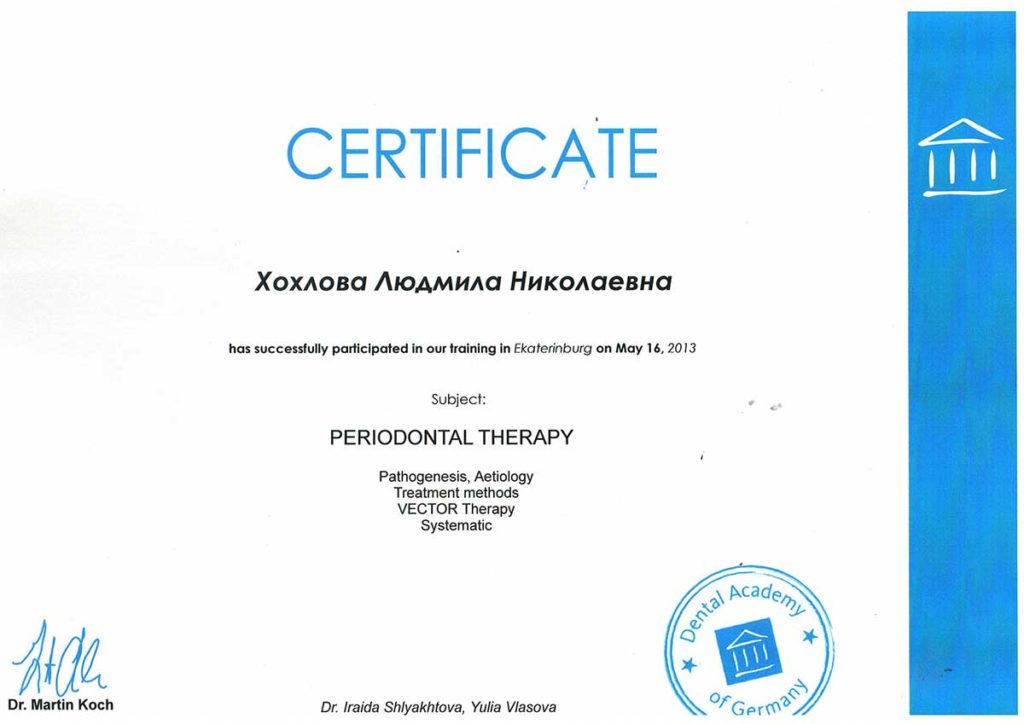 CERTIFICATE
Хохлова Людмила Николаевна
has successfully participated in our training in Ekaterinburg on May 16, 2013
Subject:
PERIODONTAL THERAPY
Pathogenesis, Aetiology
Treatment methods
VECTOR Therapy
Systematic
Dental Academy
of Germany
Dr. Martin Koch
Dr. Iraida Shlyakhtova, Yulia Vlasova